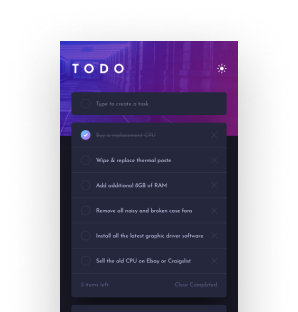 TODO
Type to create a task
Buy a replacement CPU
Wipe & replace thermal paste
Add additional 8GB of RAM
Remove all noisy and broken case fans
Install all the latest graphic driver software
Sell the old CPU on Ebay or Craigslist
5 items left Clear Completed